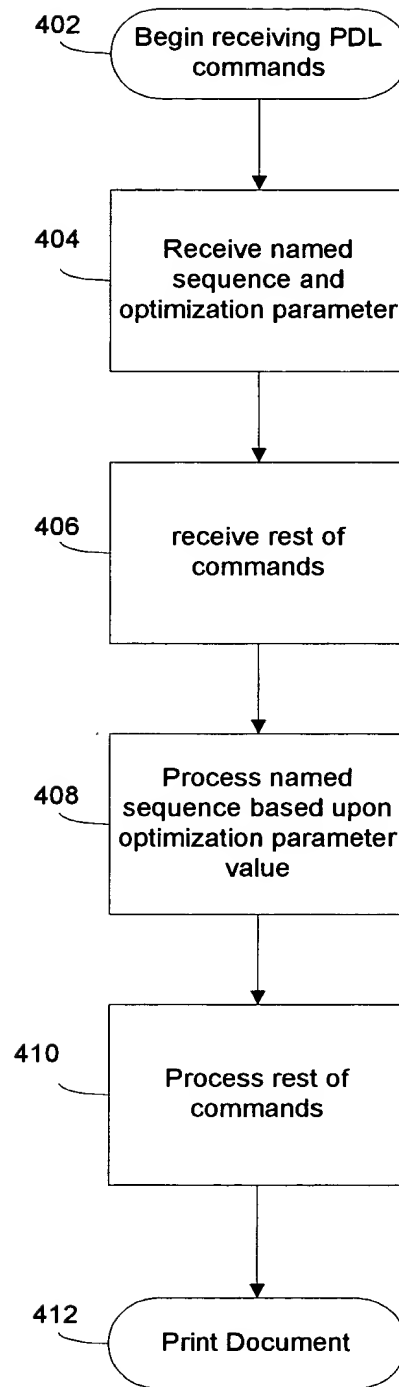 402
Begin receiving PDL
commands
404
Receive named
sequence and
optimization parameter
406
receive rest of
commands
408
Process named
sequence based upon
optimization parameter
value
410
Process rest of
commands
412
Print Document